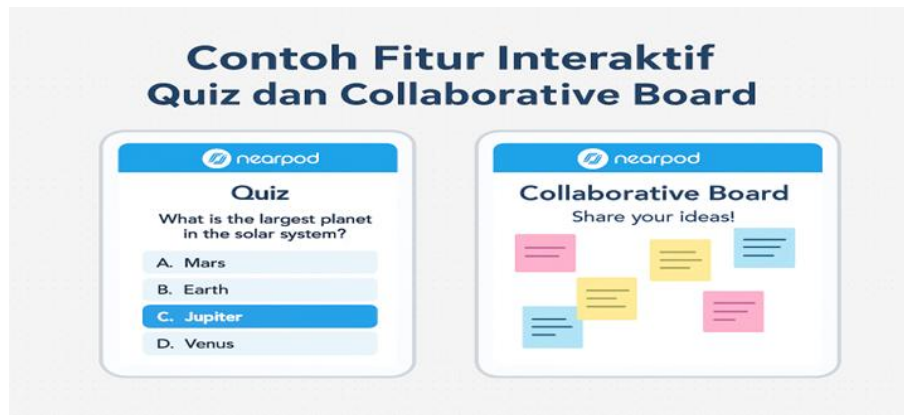 Contoh Fitur Interaktif
Quiz dan Collaborative Board
nearpod
Quiz
What is the largest planet
in the solar system?
A. Mars
B. Earth
C. Jupiter
D. Venus
nearpod
Collaborative Board
Share your ideas!